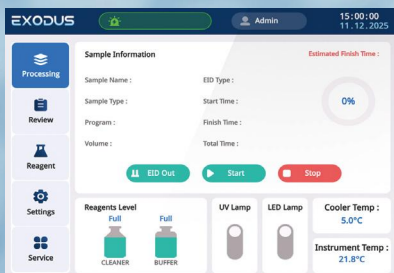 EXODUS
Admin
15:00:00
11.12.2025
Processing
Review
Reagent
Settings
Service
Sample Information
Estimated Finish Time :
Sample Name :
EID Type :
Sample Type :
Start Time :
0%
Program :
Finish Time :
Volume :
Total Time :
EID Out
Start
Stop
Reagents Level
Full
Full
CLEANER
BUFFER
UV Lamp
LED Lamp
Cooler Temp :
5.0°C
Instrument Temp :
21.8°C